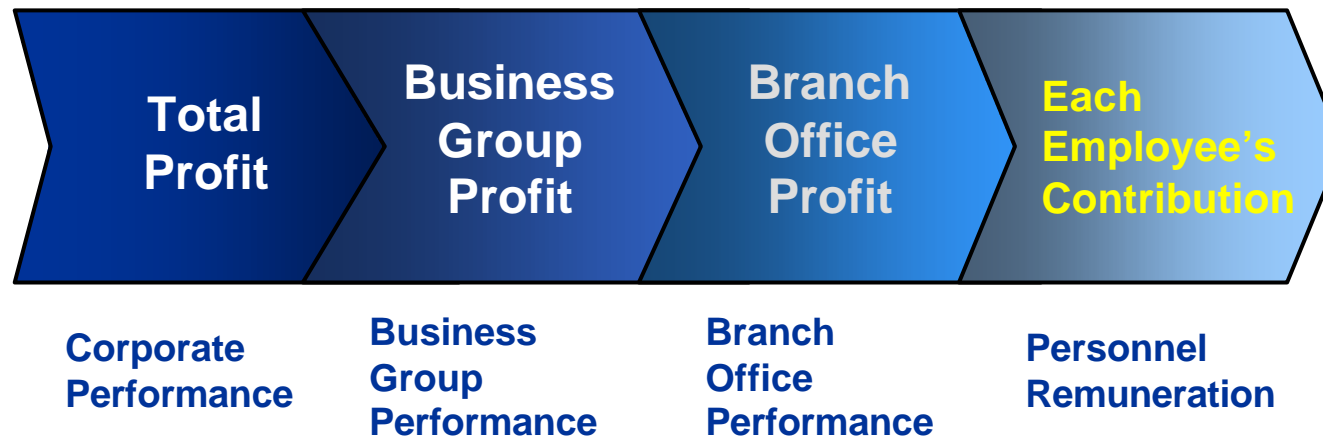 Total
Profit
Business
Group
Profit
Branch
Office
Profit
Each
Employee’s
Contribution
Corporate
Performance
Business
Group
Performance
Branch
Office
Performance
Personnel
Remuneration